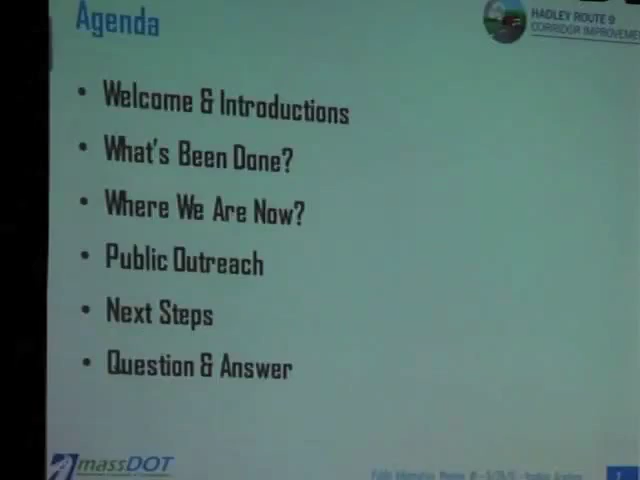 Agenda
HADLEY ROUTE 9
CORRIDOR IMPROVEMEN
• Welcome & Introductions
• What's Been Done?
• Where We Are Now?
• Public Outreach
• Next Steps
• Question & Answer
massDOT